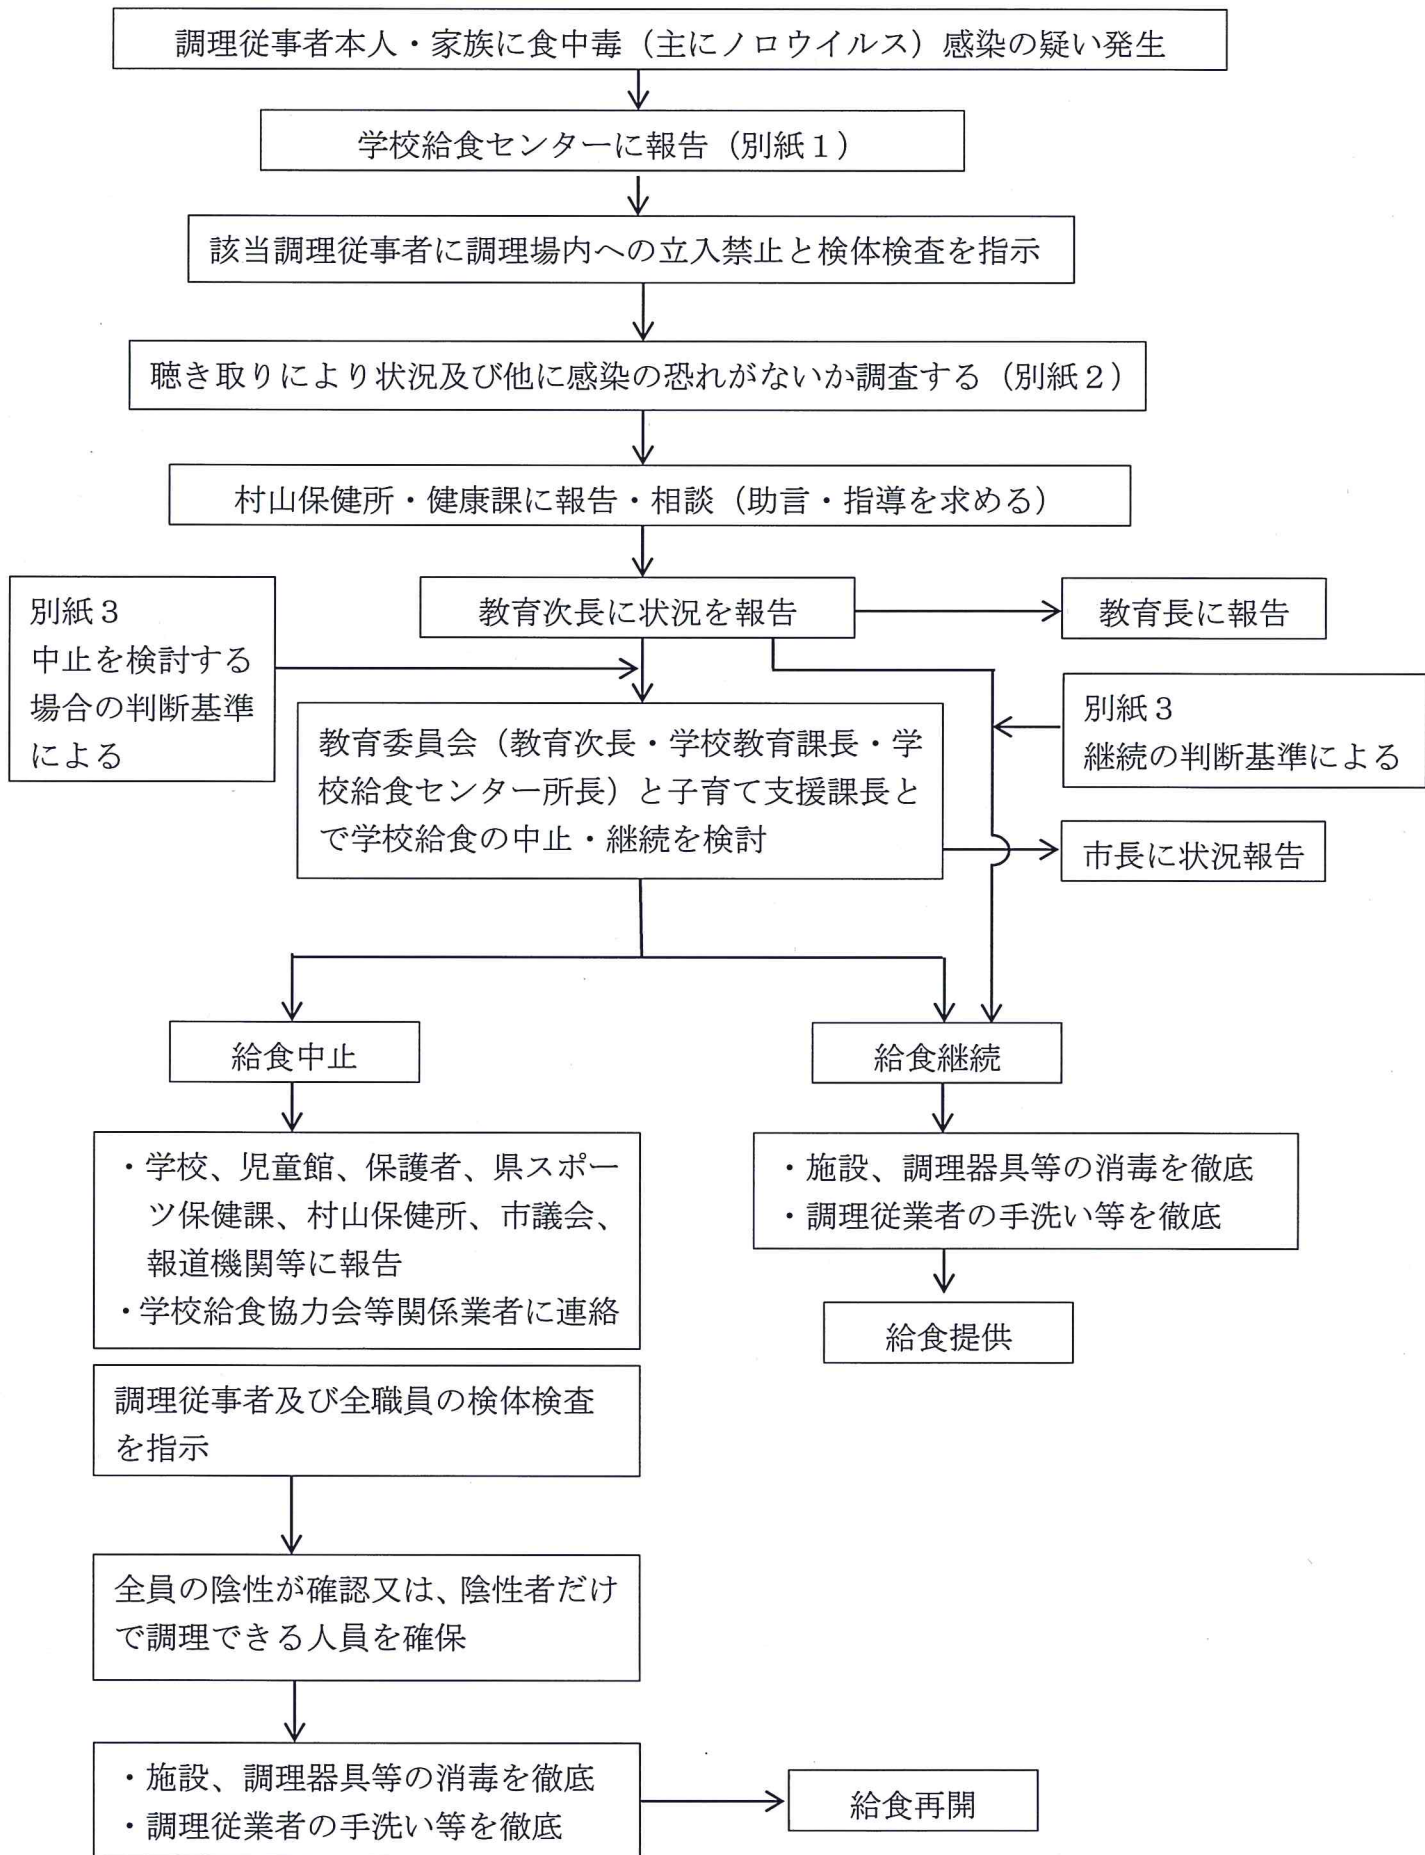 調理従事者本人・家族に食中毒（主にノロウイルス）感染の疑い発生
学校給食センターに報告（別紙１）
該当調理従事者に調理場内への立入禁止と検体検査を指示
聴き取りにより状況及び他に感染の恐れがないか調査する（別紙２）
村山保健所・健康課に報告・相談（助言・指導を求める）
教育次長に状況を報告
教育長に報告
別紙３
中止を検討する
場合の判断基準
による
別紙３
継続の判断基準による
教育委員会（教育次長・学校教育課長・学
校給食センター所長）と子育て支援課長と
で学校給食の中止・継続を検討
市長に状況報告
給食中止
給食継続
・学校、児童館、保護者、県スポー
ツ保健課、村山保健所、市議会、
報道機関等に報告
・学校給食協力会等関係業者に連絡
・施設、調理器具等の消毒を徹底
・調理従業者の手洗い等を徹底
給食提供
調理従事者及び全職員の検体検査
を指示
全員の陰性が確認又は、陰性者だけ
で調理できる人員を確保
・施設、調理器具等の消毒を徹底
・調理従業者の手洗い等を徹底
給食再開